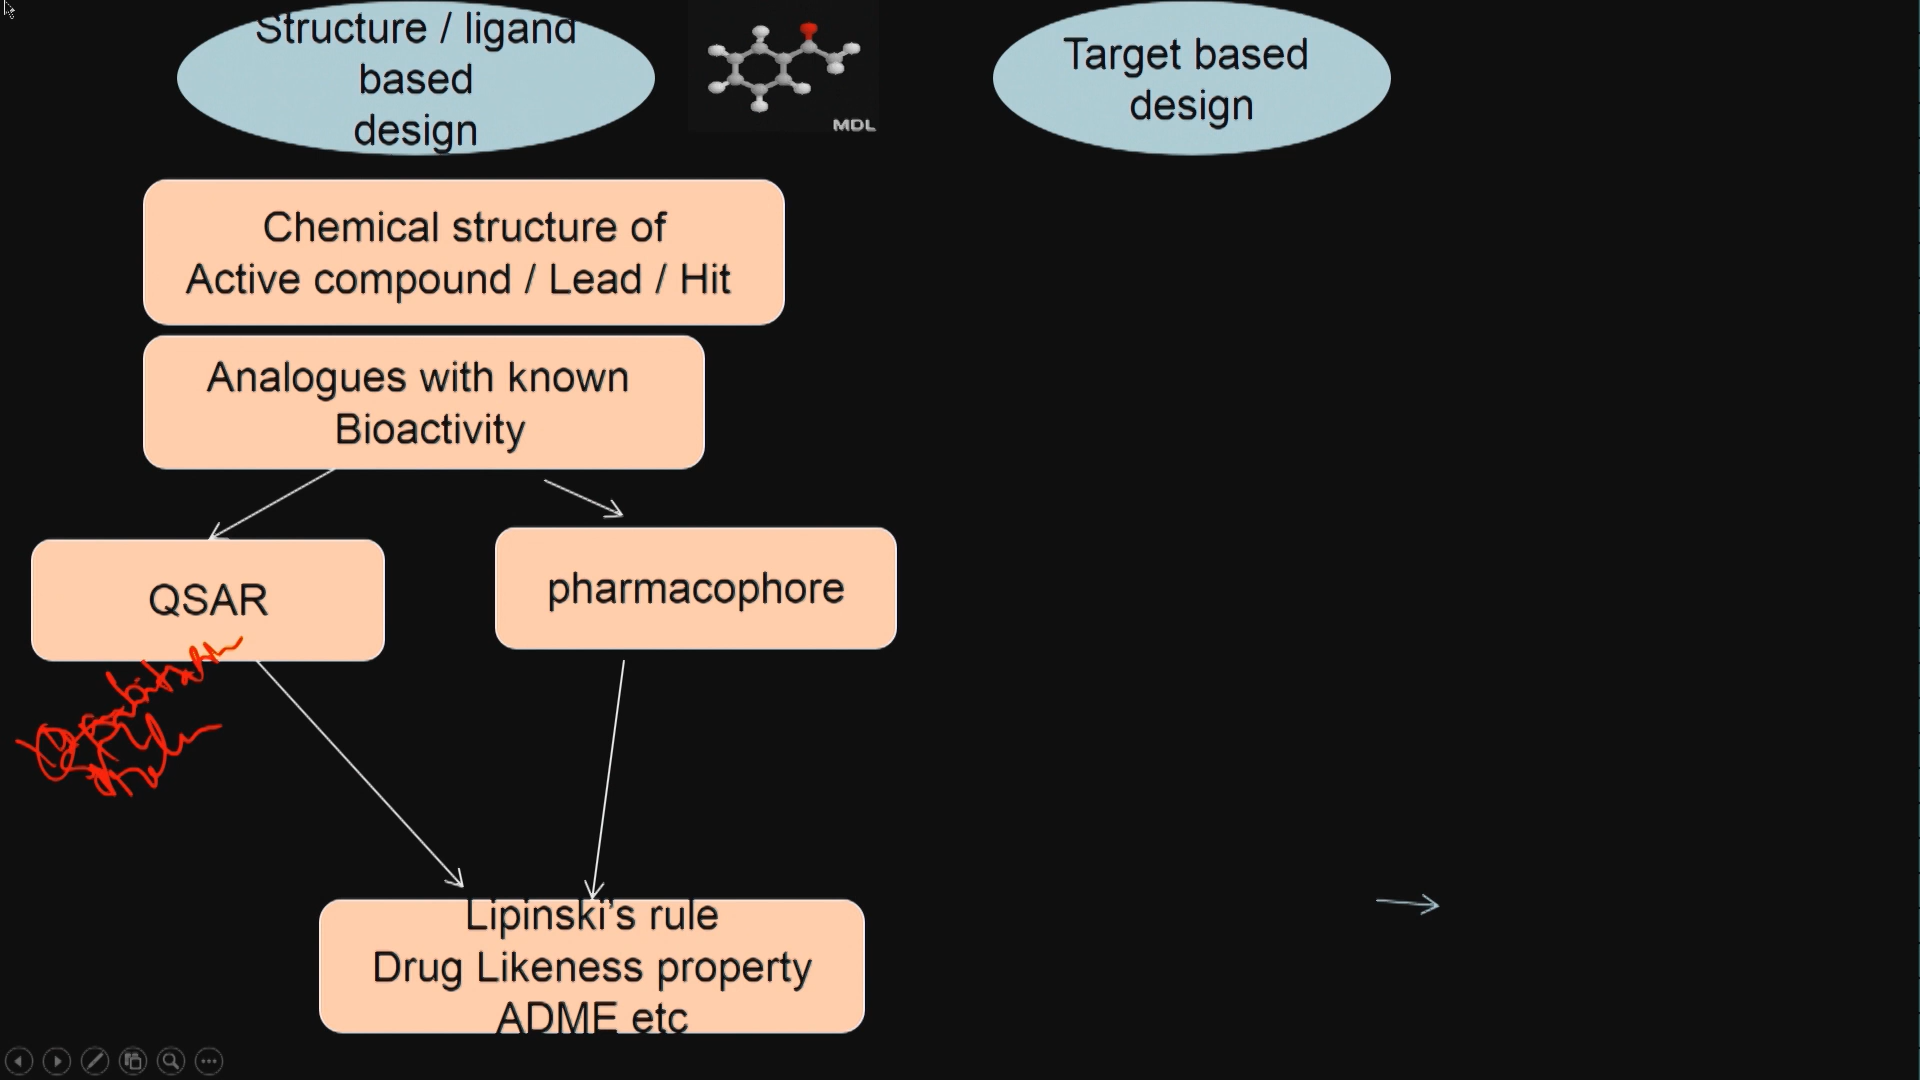 Structure / ligand
based
design
MDL
Target based
design
Chemical structure of
Active compound / Lead / Hit
Analogues with known
Bioactivity
QSAR
pharmacophore
Lipinski's rule
Drug Likeness property
ADME etc